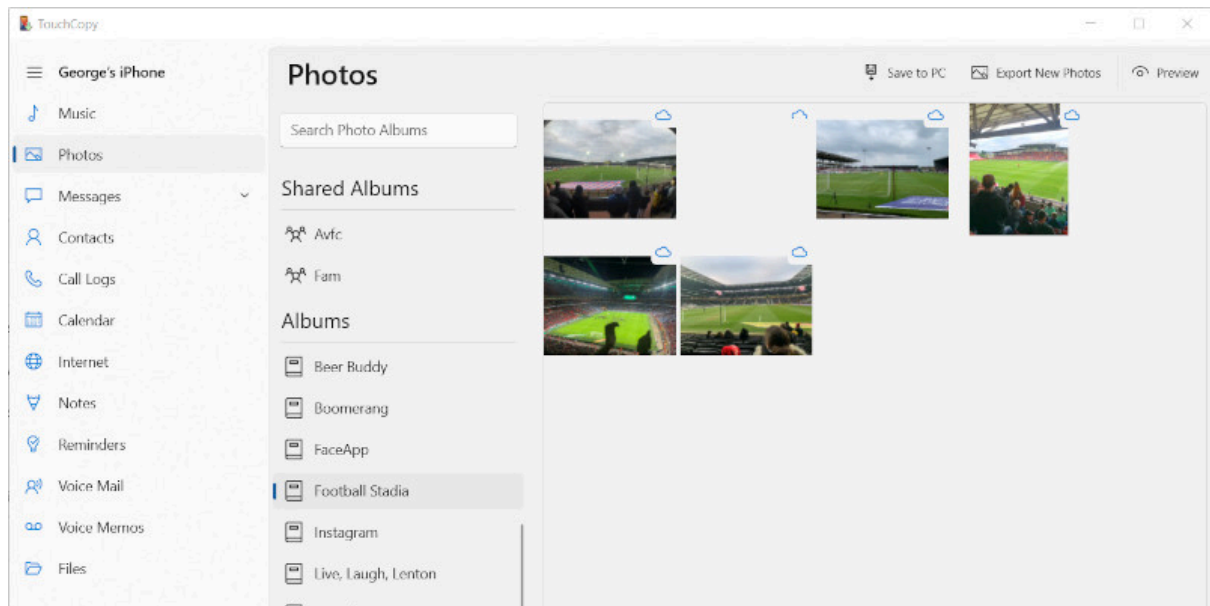 TouchCopy
George's iPhone
Music
Photos
Messages
Contacts
Call Logs
Calendar
Internet
Notes
Reminders
Voice Mail
Voice Memos
Files
Photos
Save to PC
Export New Photos
Preview
Search Photo Albums
Shared Albums
Avfc
Fam
Albums
Beer Buddy
Boomerang
FaceApp
Football Stadia
Instagram
Live, Laugh, Lenton